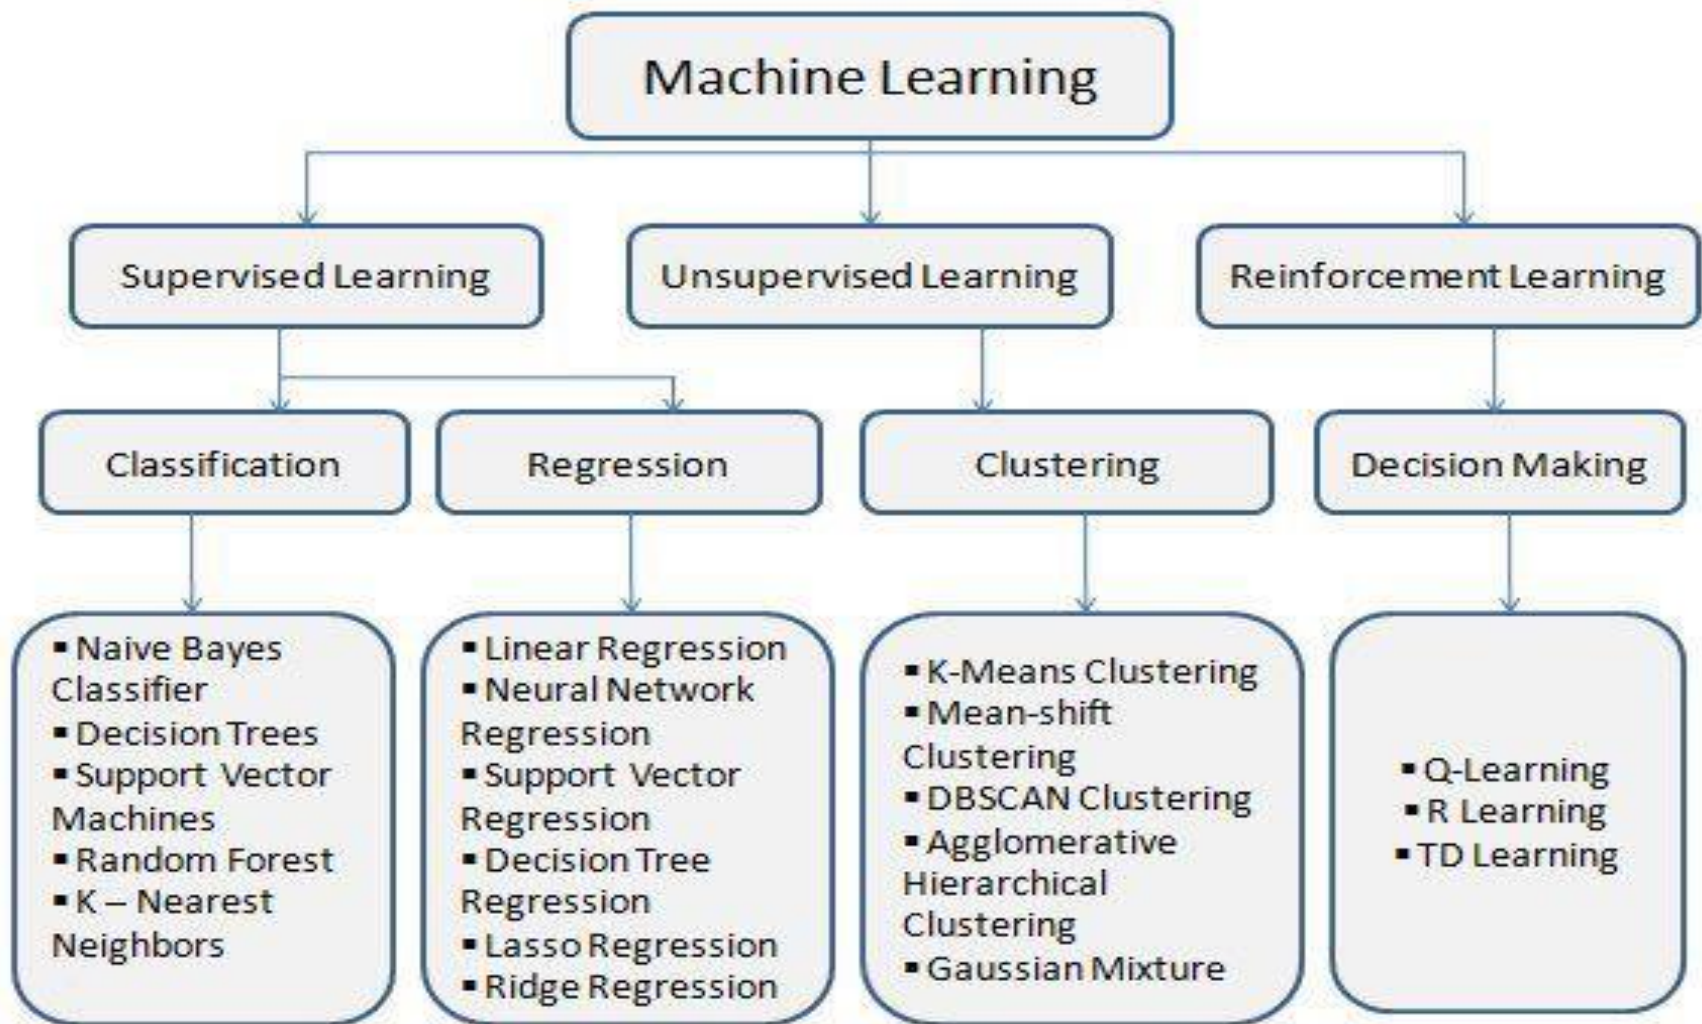 Machine Learning
Supervised Learning
Unsupervised Learning
Reinforcement Learning
Classification
Regression
Clustering
Decision Making
▪ Naive Bayes
Classifier
▪ Decision Trees
▪ Support Vector
Machines
▪ Random Forest
▪ K – Nearest
Neighbors
▪ Linear Regression
▪ Neural Network
Regression
▪ Support Vector
Regression
▪ Decision Tree
Regression
▪ Lasso Regression
▪ Ridge Regression
▪ K-Means Clustering
▪ Mean-shift
Clustering
▪ DBSCAN Clustering
▪ Agglomerative
Hierarchical
Clustering
▪ Gaussian Mixture
▪ Q-Learning
▪ R Learning
▪ TD Learning